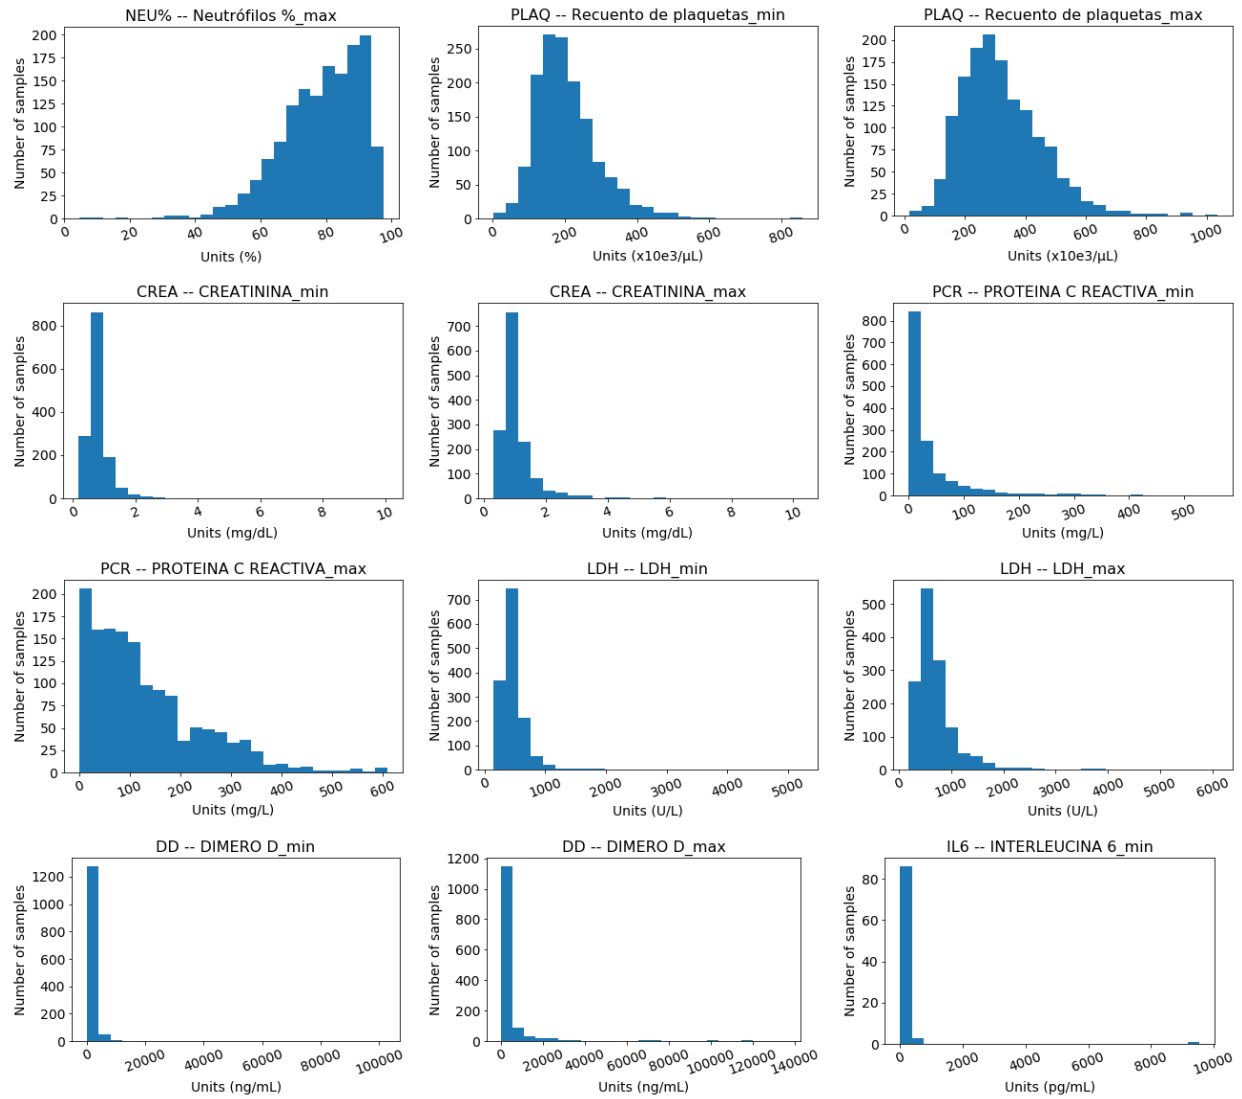 NEU% -- Neutrófilos %_max
Number of samples
200
175
150
125
100
75
50
25
0
0 20 40 60 80 100
Units (%)
PLAQ -- Recuento de plaquetas_min
Number of samples
250
200
150
100
50
0
0 200 400 600 800
Units (x10e3/µL)
PLAQ -- Recuento de plaquetas_max
Number of samples
200
175
150
125
100
75
50
25
0
0 200 400 600 800 1000
Units (x10e3/µL)
CREA -- CREATININA_min
Number of samples
800
600
400
200
0
0 2 4 6 8 10
Units (mg/dL)
CREA -- CREATININA_max
Number of samples
700
600
500
400
300
200
100
0
0 2 4 6 8 10
Units (mg/dL)
PCR -- PROTEINA C REACTIVA_min
Number of samples
800
700
600
500
400
300
200
100
0
0 100 200 300 400 500
Units (mg/L)
PCR -- PROTEINA C REACTIVA_max
Number of samples
200
175
150
125
100
75
50
25
0
0 100 200 300 400 500 600
Units (mg/L)
LDH -- LDH_min
Number of samples
700
600
500
400
300
200
100
0
0 1000 2000 3000 4000 5000
Units (U/L)
LDH -- LDH_max
Number of samples
500
400
300
200
100
0
0 1000 2000 3000 4000 5000 6000
Units (U/L)
DD -- DIMERO D_min
Number of samples
1200
1000
800
600
400
200
0
0 20000 40000 60000 80000 100000
Units (ng/mL)
DD -- DIMERO D_max
Number of samples
1200
1000
800
600
400
200
0
0 20000 40000 60000 80000 100000 120000 140000
Units (ng/mL)
IL6 -- INTERLEUCINA 6_min
Number of samples
80
60
40
20
0
0 2000 4000 6000 8000 10000
Units (pg/mL)